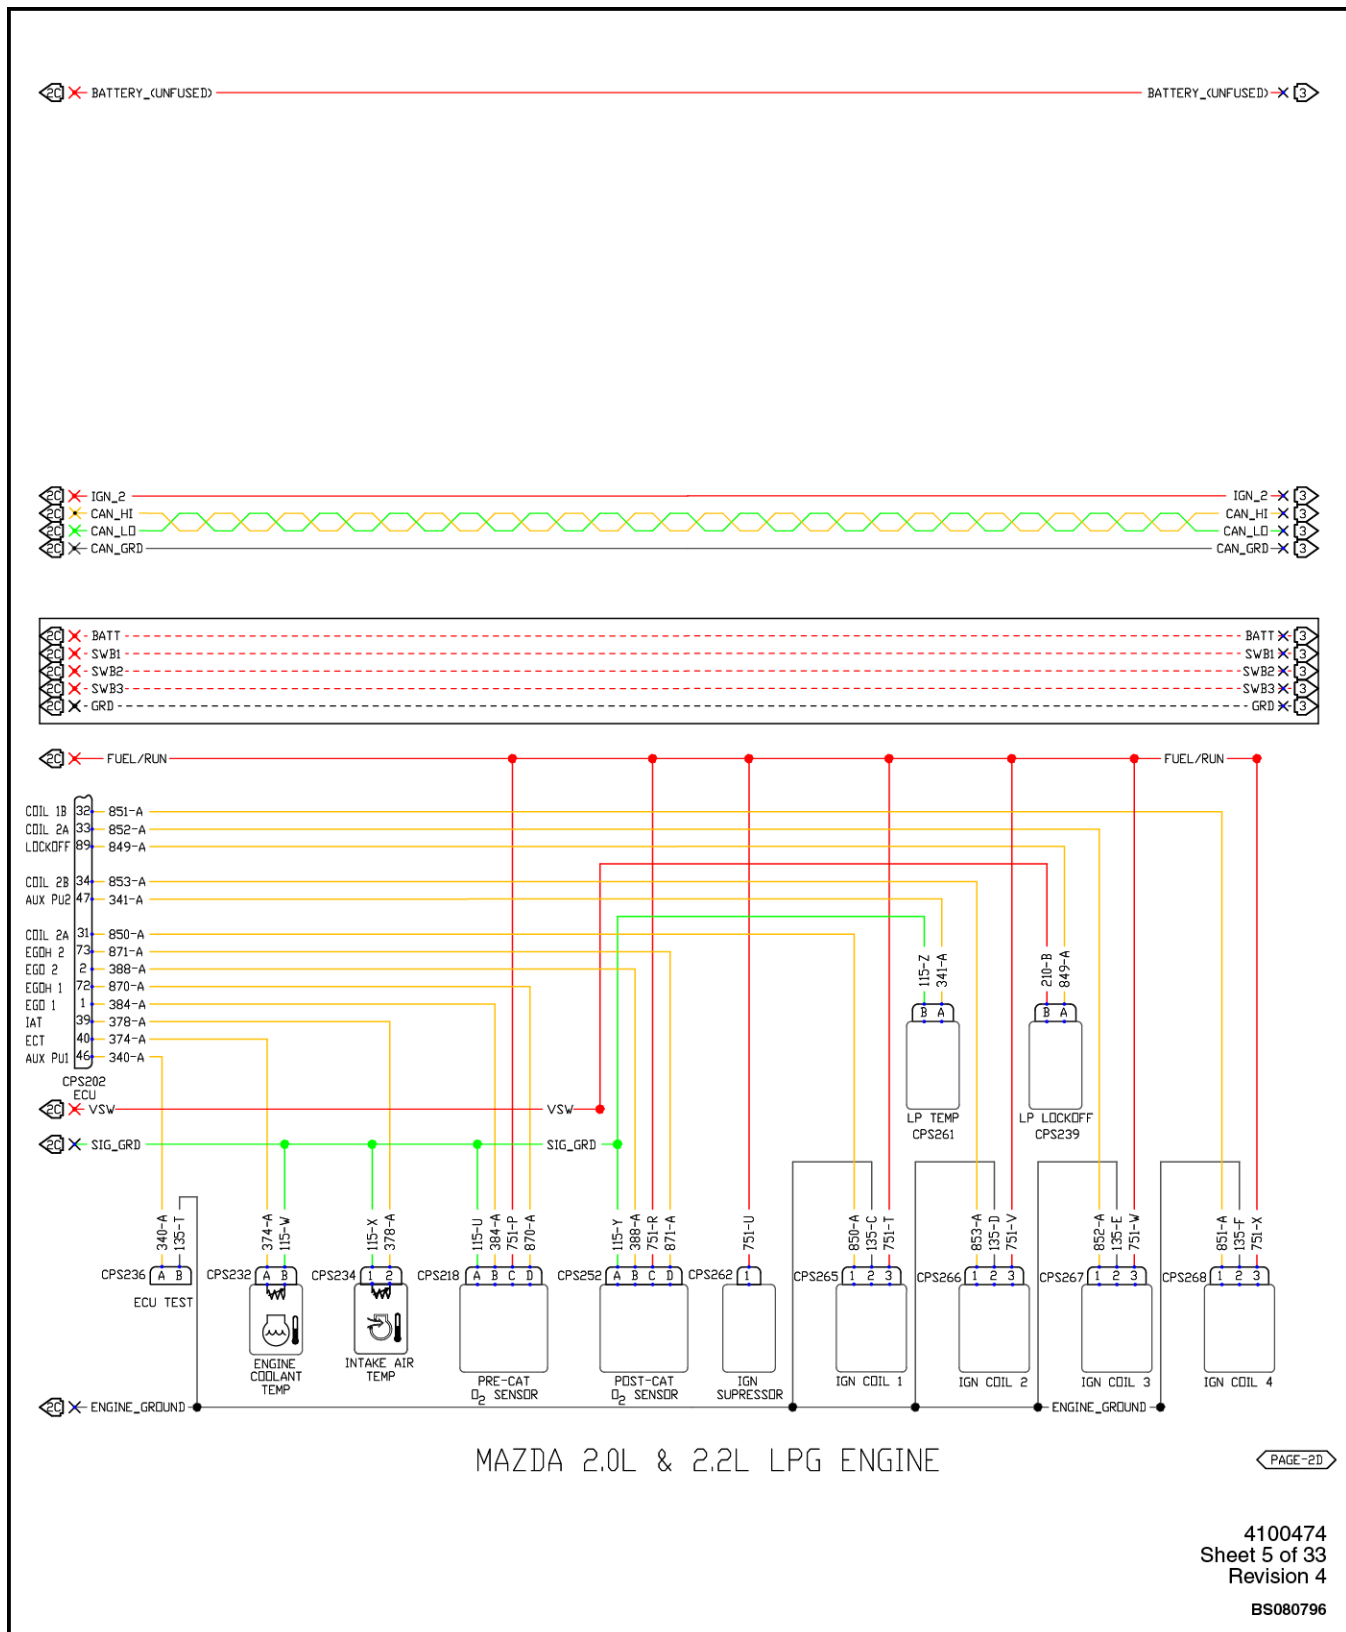 2C BATTERY_(UNFUSED) BATTERY_(UNFUSED) 3
2C IGN_2 IGN_2 3
2C CAN_HI CAN_HI 3
2C CAN_LO CAN_LO 3
2C CAN_GRD CAN_GRD 3
2C BATT BATT 3
2C SWB1 SWB1 3
2C SWB2 SWB2 3
2C SWB3 SWB3 3
2C GRD GRD 3
2C FUEL/RUN FUEL/RUN
COIL 1B 32 851-A
COIL 2A 33 852-A
LOCKOFF 89 849-A
COIL 2B 34 853-A
AUX PU2 47 341-A
COIL 2A 31 850-A
EGOH 2 73 871-A
EGO 2 2 388-A
EGOH 1 72 870-A
EGO 1 1 384-A
IAT 39 378-A
ECT 40 374-A
AUX PU1 46 340-A
CPS202
ECU
115-Z 341-A 210-B 849-A
B A B A
LP TEMP LP LOCKOFF
CPS261 CPS239
2C VSW VSW
2C SIG_GRD SIG_GRD
340-A 135-T 374-A 115-W 115-X 378-A 115-U 384-A 751-P 870-A 115-Y 388-A 751-R 871-A 751-U 850-A 135-C 751-T 853-A 135-D 751-V 852-A 135-E 751-W 851-A 135-F 751-X
CPS236 A B CPS232 A B CPS234 1 2 CPS218 A B C D CPS252 A B C D CPS262 1 CPS265 1 2 3 CPS266 1 2 3 CPS267 1 2 3 CPS268 1 2 3
ECU TEST
ENGINE
COOLANT
TEMP
INTAKE AIR
TEMP
PRE-CAT
O2 SENSOR
POST-CAT
O2 SENSOR
IGN
SUPRESSOR
IGN COIL 1 IGN COIL 2 IGN COIL 3 IGN COIL 4
2C ENGINE_GROUND ENGINE_GROUND
MAZDA 2.0L & 2.2L LPG ENGINE
PAGE-2D
4100474
Sheet 5 of 33
Revision 4
BS080796